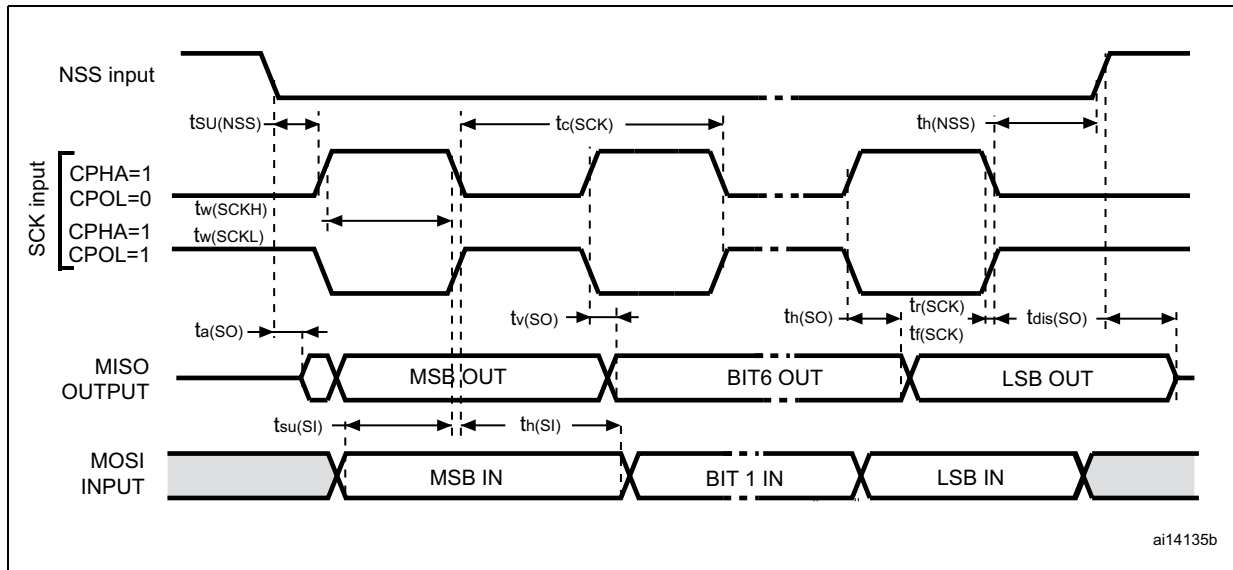 NSS input
tSU(NSS)
tc(SCK)
th(NSS)
SCK input
CPHA=1
CPOL=0
tw(SCKH)
CPHA=1
tw(SCKL)
CPOL=1
ta(SO)
tv(SO)
th(SO)
tr(SCK)
tf(SCK)
tdis(SO)
MISO
OUTPUT
MSB OUT
BIT6 OUT
LSB OUT
tsu(SI)
th(SI)
MOSI
INPUT
MSB IN
BIT 1 IN
LSB IN
ai14135b